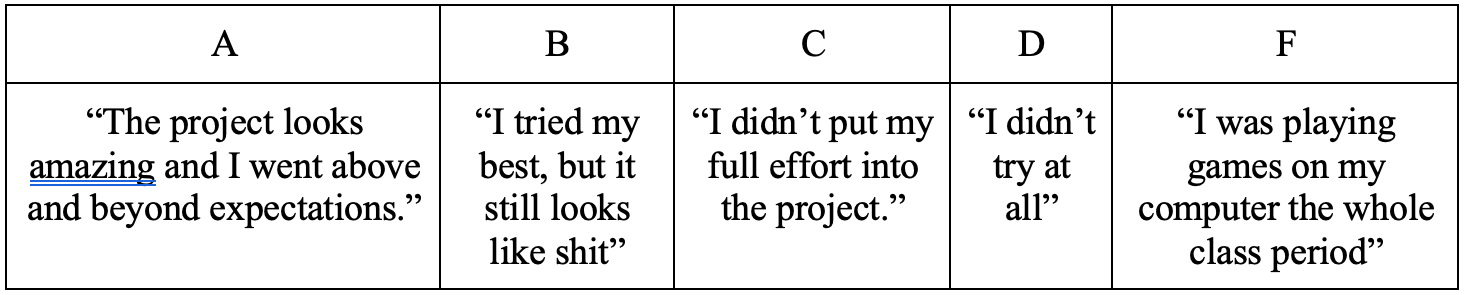 A
B
C
D
F
“The project looks
amazing and I went above
and beyond expectations.”
“I tried my
best, but it
still looks
like shit”
“I didn’t put my
full effort into
the project.”
“I didn’t
try at
all”
“I was playing
games on my
computer the whole
class period”